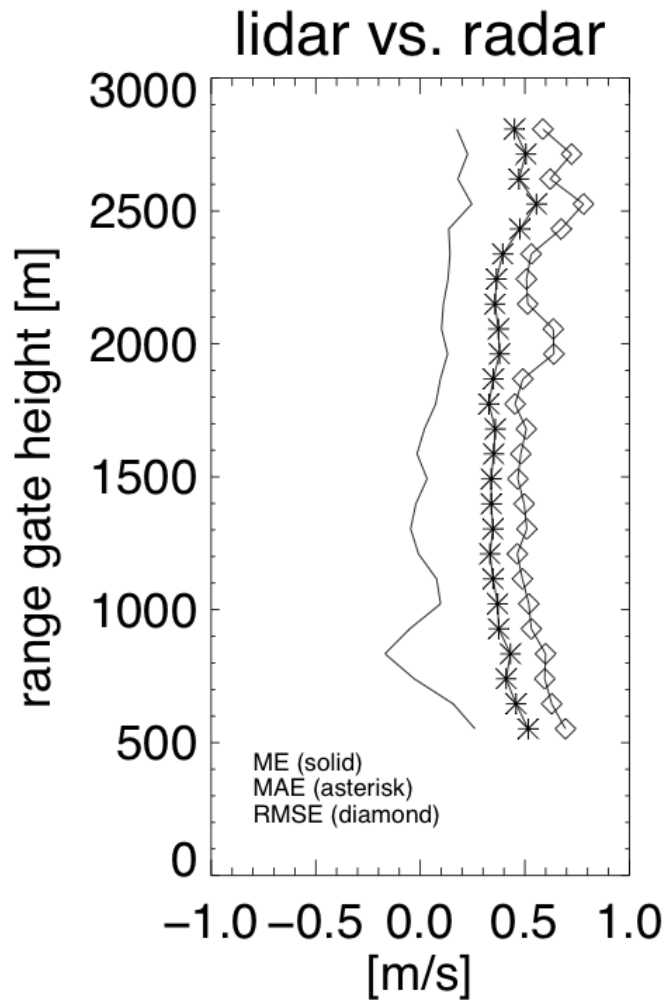 lidar vs. radar
3000
2500
2000
1500
1000
500
0
range gate height [m]
ME (solid)
MAE (asterisk)
RMSE (diamond)
−1.0 −0.5 0.0 0.5 1.0
[m/s]